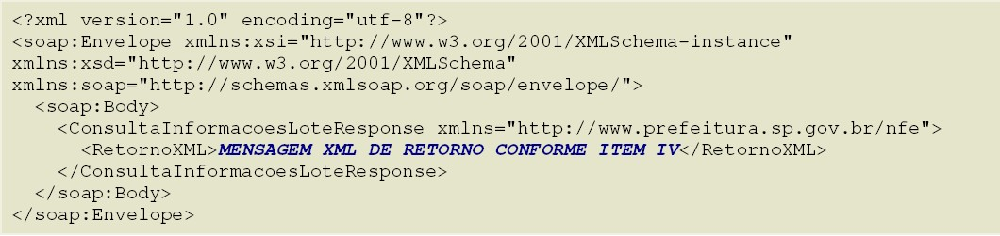 <?xml version="1.0" encoding="utf-8"?>
<soap:Envelope xmlns:xsi="http://www.w3.org/2001/XMLSchema-instance"
xmlns:xsd="http://www.w3.org/2001/XMLSchema"
xmlns:soap="http://schemas.xmlsoap.org/soap/envelope/">
  <soap:Body>
    <ConsultaInformacoesLoteResponse xmlns="http://www.prefeitura.sp.gov.br/nfe">
      <RetornoXML>MENSAGEM XML DE RETORNO CONFORME ITEM IV</RetornoXML>
    </ConsultaInformacoesLoteResponse>
  </soap:Body>
</soap:Envelope>